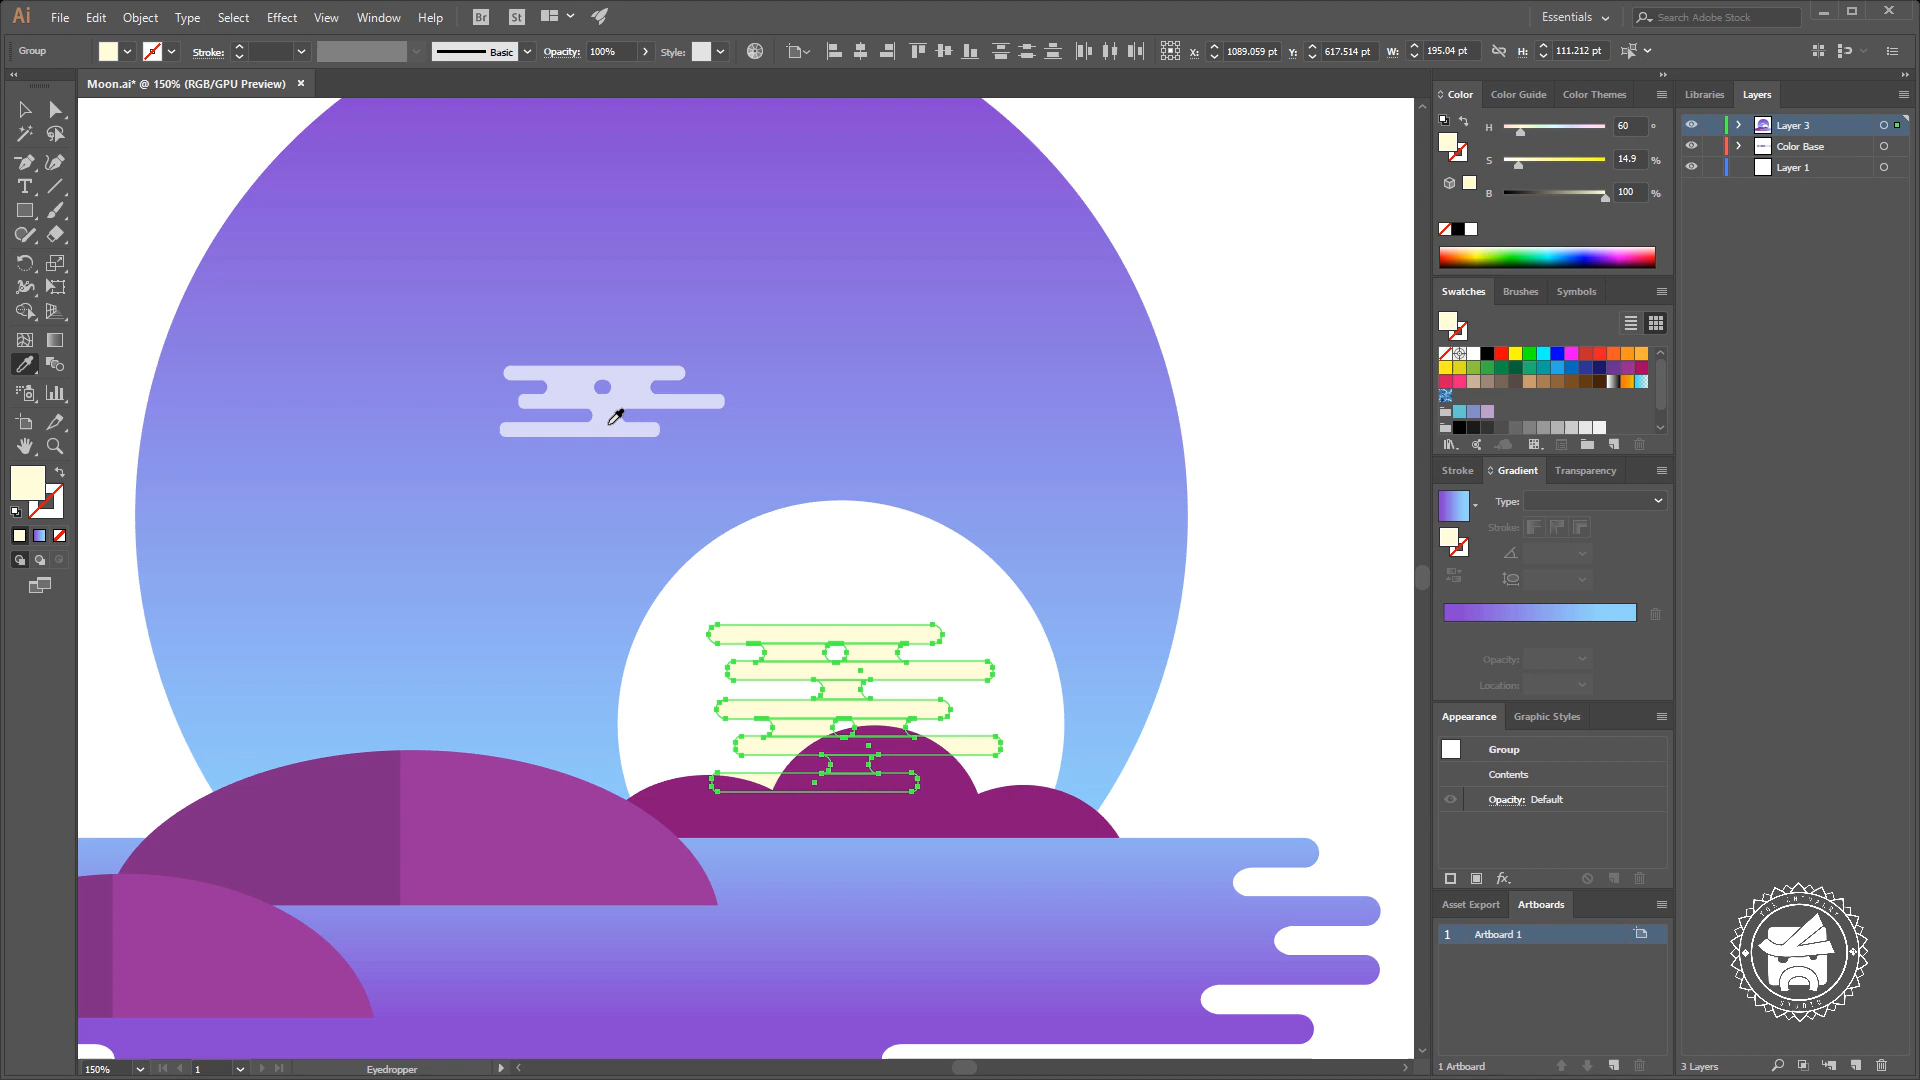 Ai File Edit Object Type Select Effect View Window Help Br St Essentials Search Adobe Stock
Group Stroke: Basic Opacity: 100% Style: X: 1089.059 pt Y: 617.514 pt W: 195.04 pt H: 111.212 pt
Moon.ai* @ 150% (RGB/GPU Preview) ×
Color Color Guide Color Themes
H 60 °
S 14.9 %
B 100 %
Swatches Brushes Symbols
Stroke Gradient Transparency
Type:
Stroke:
Opacity:
Location:
Appearance Graphic Styles
Group
Contents
Opacity: Default
fx
Asset Export Artboards
1 Artboard 1
1 Artboard
Libraries Layers
Layer 3
Color Base
Layer 1
3 Layers
150% 1 Eyedropper